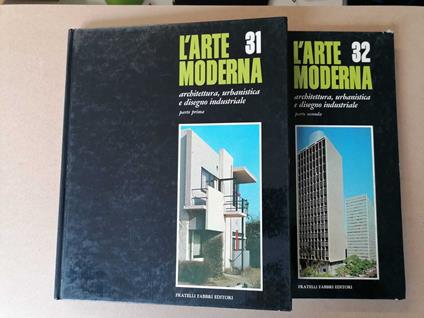 L'ARTE 31
MODERNA
architettura, urbanistica
e disegno industriale
parte prima
FRATELLI FABBRI EDITORI
L'ARTE 32
MODERNA
architettura, urbanistica
e disegno industriale
parte seconda
FRATELLI FABBRI EDITORI